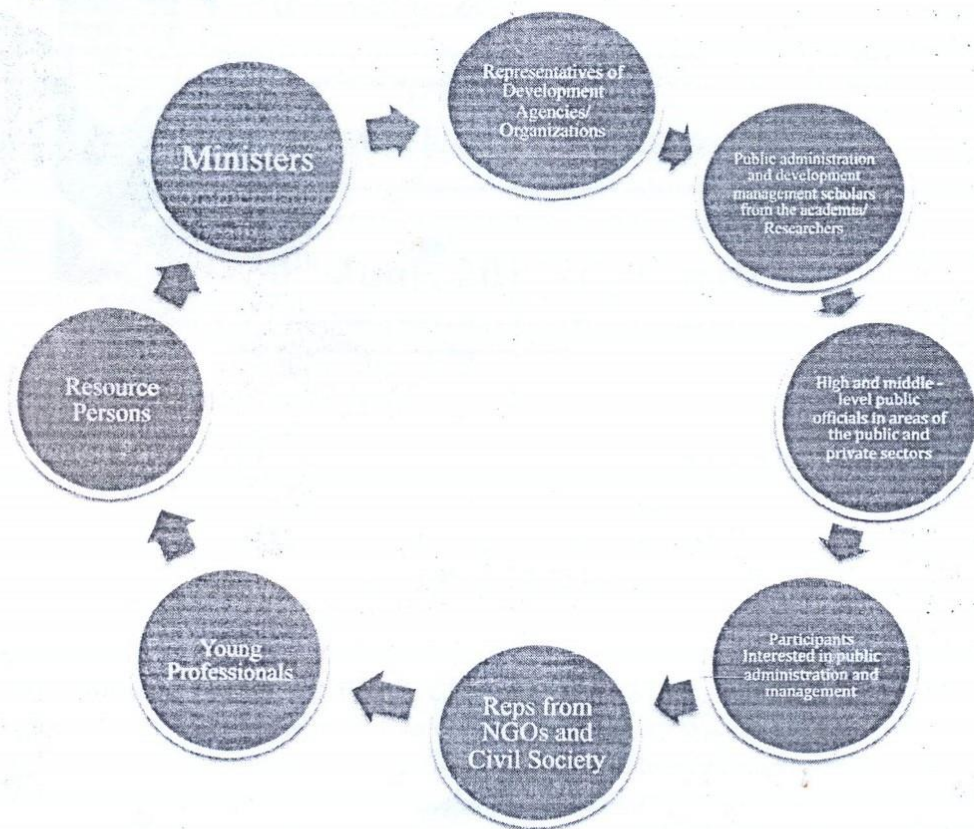 Ministers
Representatives of
Development
Agencies/
Organizations
Public administration
and development
management scholars
from the academia/
Researchers
High and middle -
level public
officials in areas of
the public and
private sectors
Participants
Interested in public
administration and
management
Reps from
NGOs and
Civil Society
Young
Professionals
Resource
Persons